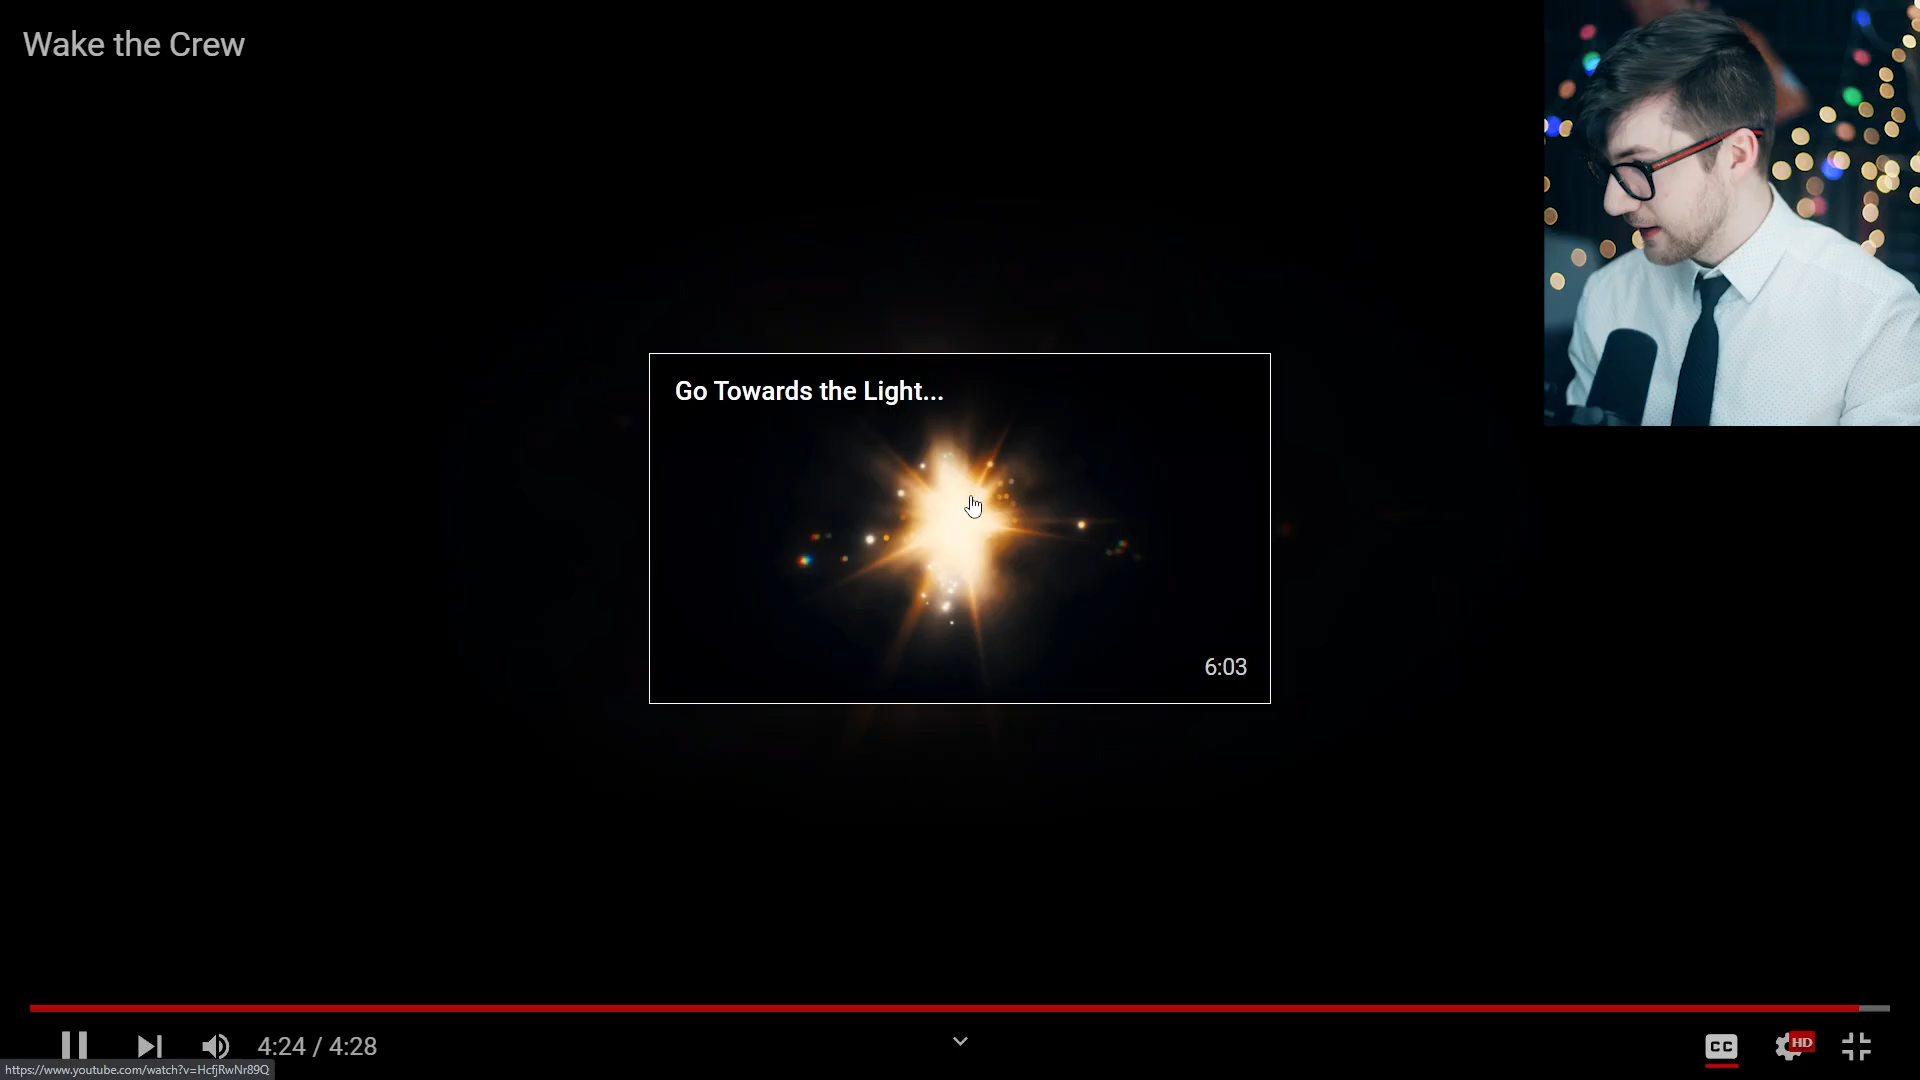 Wake the Crew
Go Towards the Light...
6:03
4:24 / 4:28
CC
HD
https://www.youtube.com/watch?v=HcfjRwNr89Q